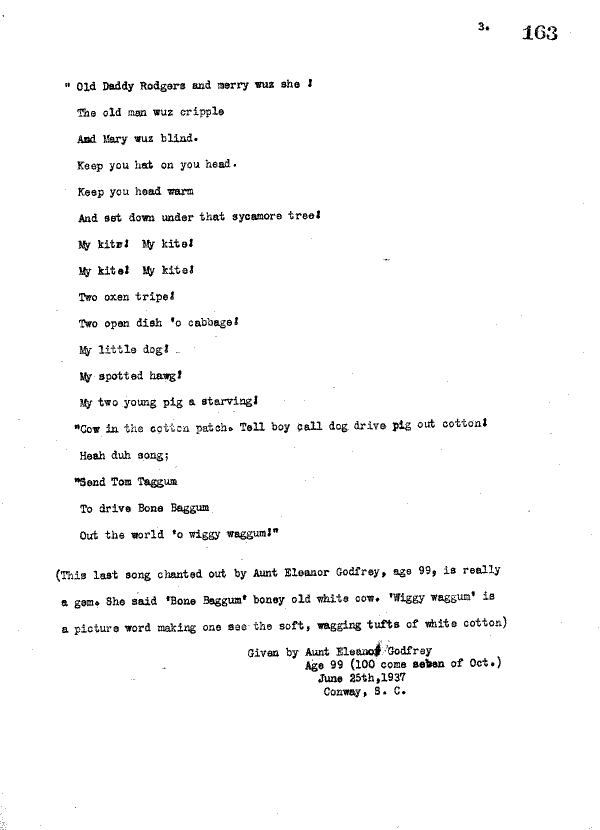 3. 163
" Old Daddy Rodgers and merry wuz she !
The old man wuz cripple
And Mary wuz blind.
Keep you hat on you head.
Keep you head warm
And set down under that sycamore tree!
My kite! My kite!
My kite! My kite!
Two oxen tripe!
Two open dish 'o cabbage!
My little dog!
My spotted hawg!
My two young pig a starving!
"Cow in the cotton patch. Tell boy call dog drive pig out cotton!
Heah duh song;
"Send Tom Taggum
To drive Bone Baggum
Out the world 'o wiggy waggum!"
(This last song chanted out by Aunt Eleanor Godfrey, age 99, is really
a gem. She said 'Bone Baggum' boney old white cow. 'Wiggy waggum' is
a picture word making one see the soft, wagging tufts of white cotton)
Given by Aunt Eleanor Godfrey
Age 99 (100 come seben of Oct.)
June 25th,1937
Conway, S. C.